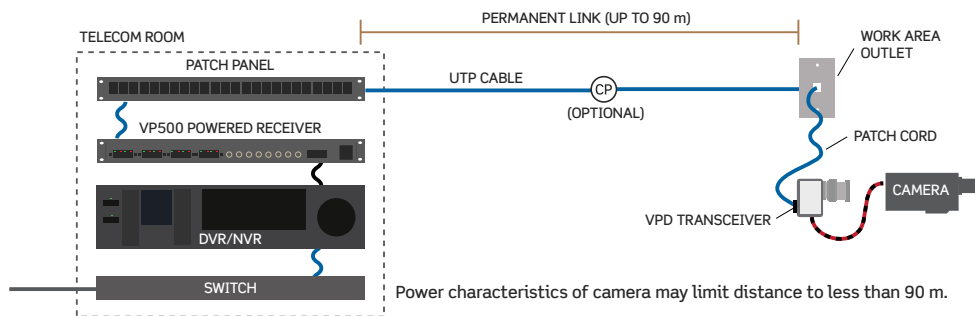 PERMANENT LINK (UP TO 90 m)
TELECOM ROOM
WORK AREA
OUTLET
PATCH PANEL
UTP CABLE
CP
(OPTIONAL)
VP500 POWERED RECEIVER
PATCH CORD
CAMERA
VPD TRANSCEIVER
DVR/NVR
SWITCH
Power characteristics of camera may limit distance to less than 90 m.